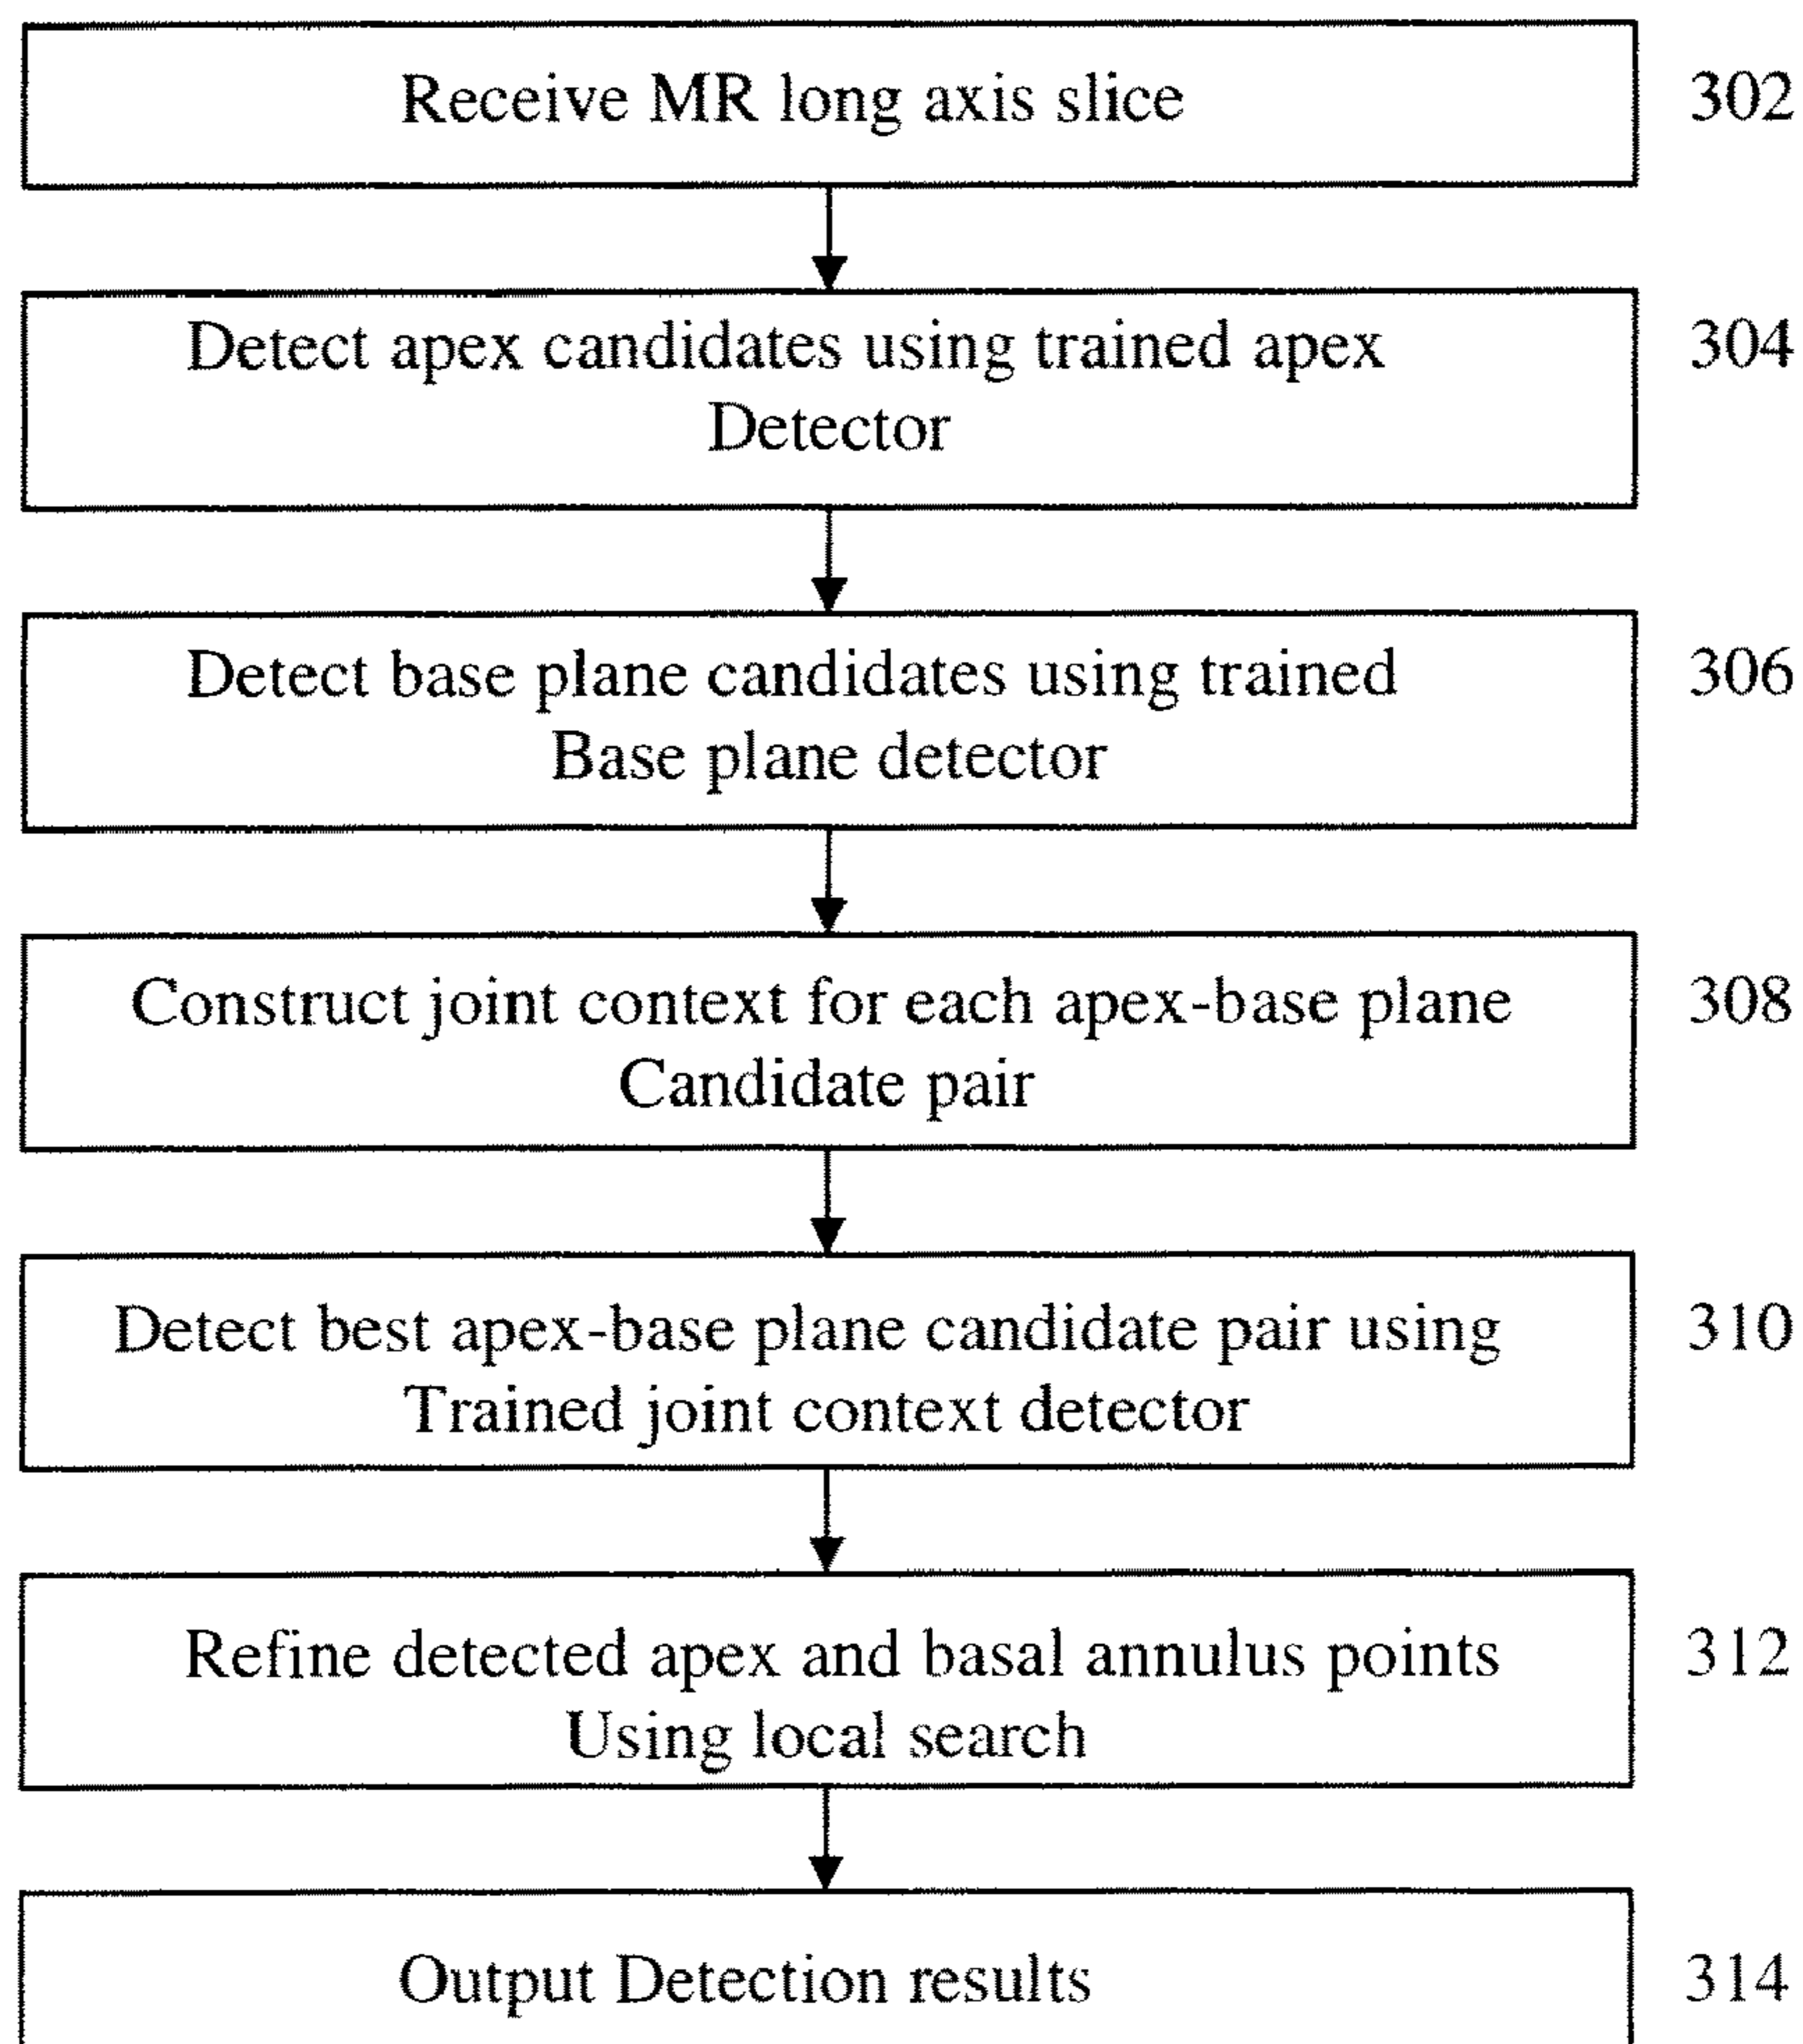 Receive MR long axis slice 302
Detect apex candidates using trained apex 304
Detector
Detect base plane candidates using trained 306
Base plane detector
Construct joint context for each apex-base plane 308
Candidate pair
Detect best apex-base plane candidate pair using 310
Trained joint context detector
Refine detected apex and basal annulus points 312
Using local search
Output Detection results 314